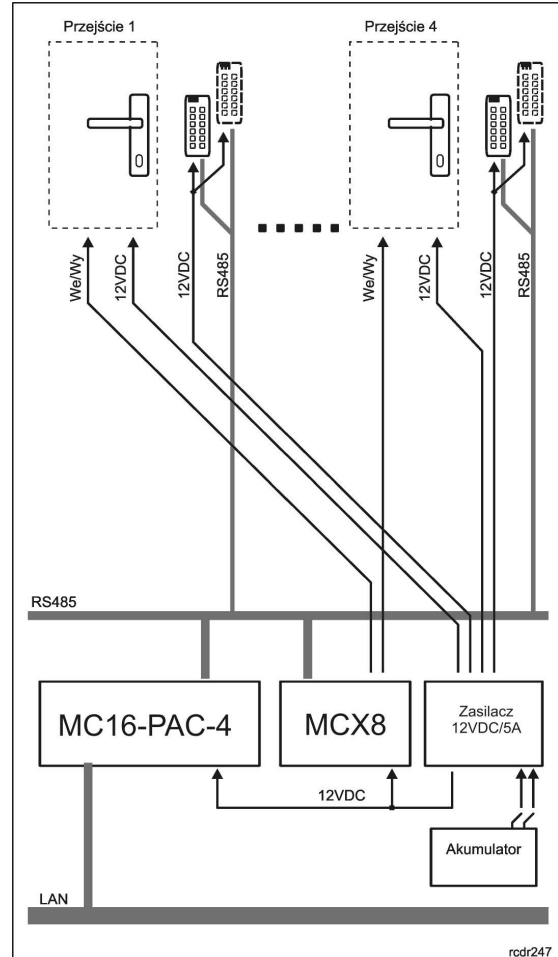 Przejście 1
Przejście 4
We/Wy
12VDC
12VDC
RS485
We/Wy
12VDC
12VDC
RS485
RS485
MC16-PAC-4
MCX8
Zasilacz
12VDC/5A
12VDC
Akumulator
LAN
rcdr247